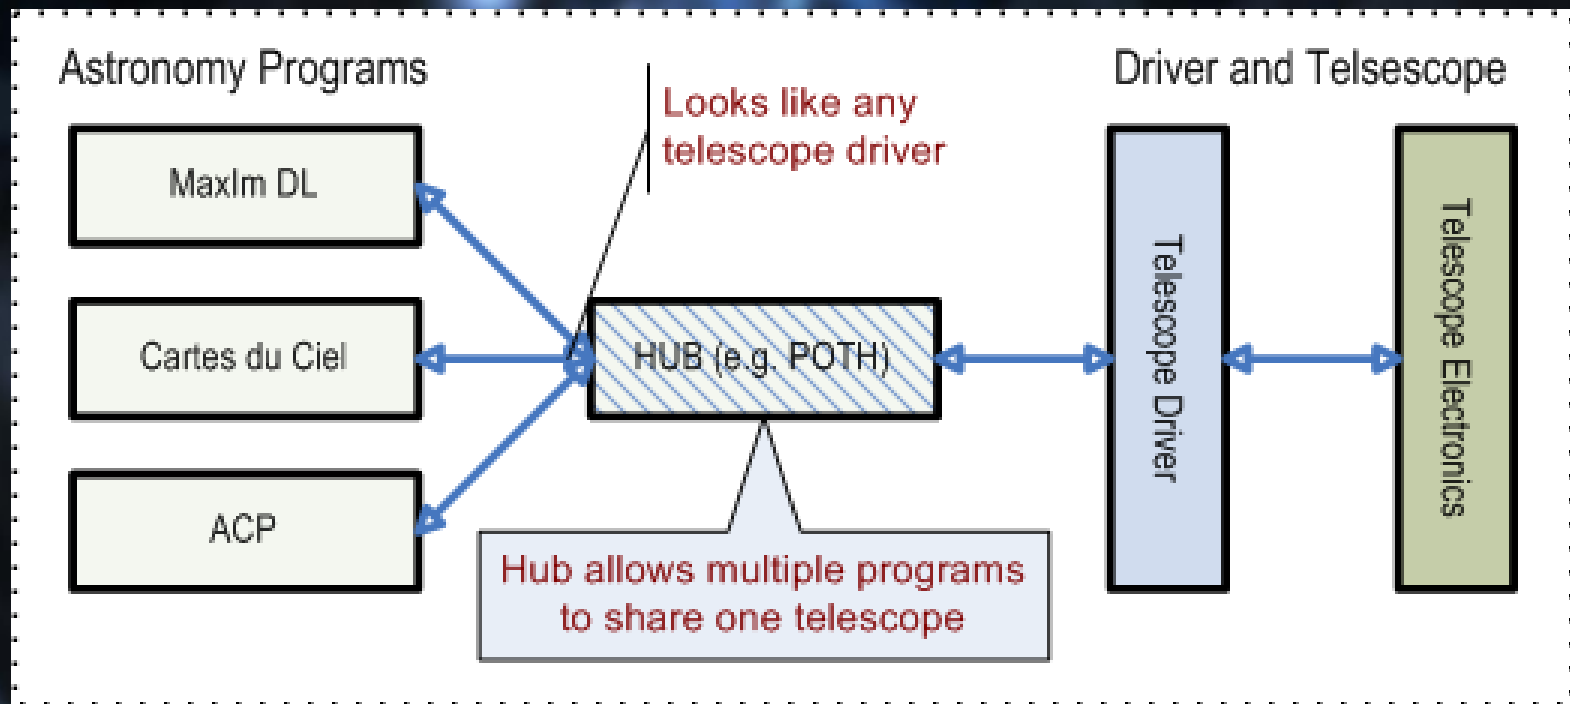 Astronomy Programs
Driver and Telsescope
Looks like any
telescope driver
MaxIm DL
Cartes du Ciel
ACP
HUB (e.g. POTH)
Telescope Driver
Telescope Electronics
Hub allows multiple programs
to share one telescope